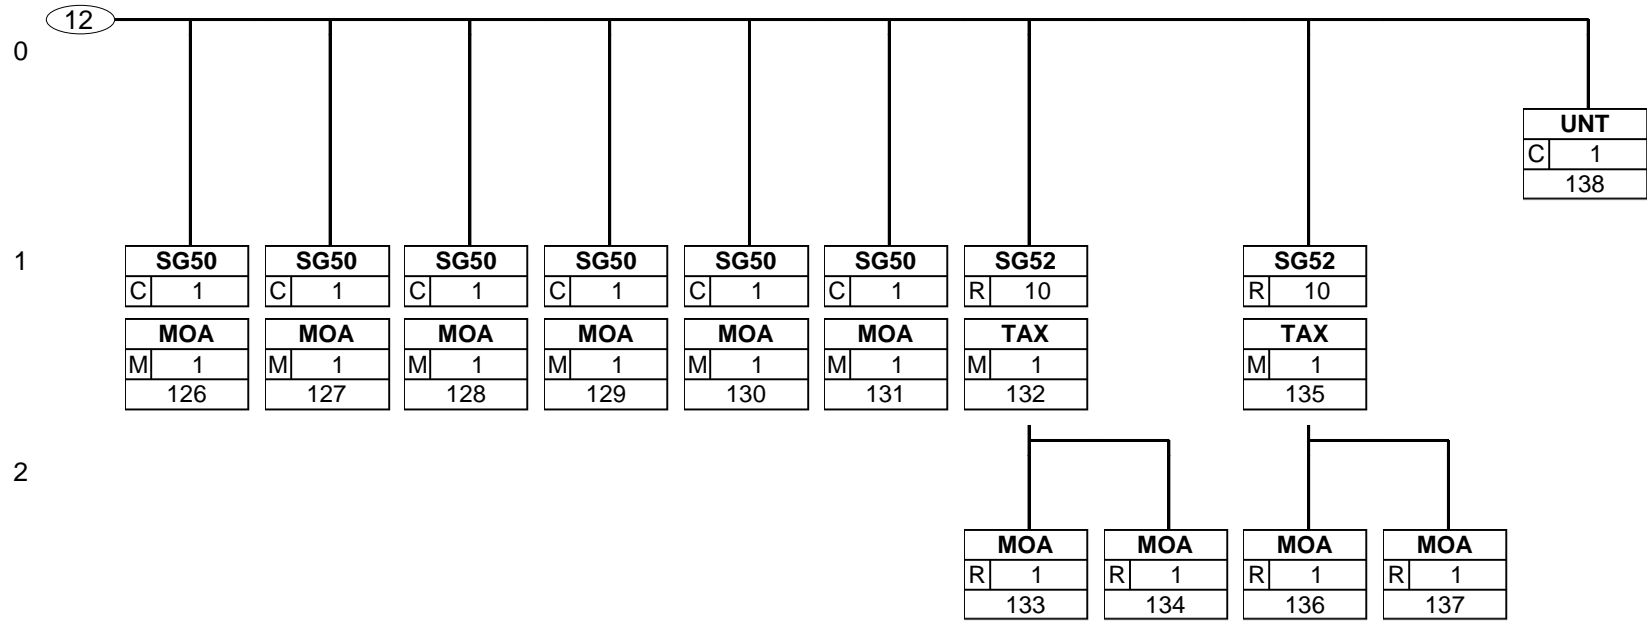 12
0
UNT
C 1
138
1
SG50 SG50 SG50 SG50 SG50 SG50 SG52 SG52
C 1 C 1 C 1 C 1 C 1 C 1 R 10 R 10
MOA MOA MOA MOA MOA MOA TAX TAX
M 1 M 1 M 1 M 1 M 1 M 1 M 1 M 1
126 127 128 129 130 131 132 135
2
MOA MOA MOA MOA
R 1 R 1 R 1 R 1
133 134 136 137